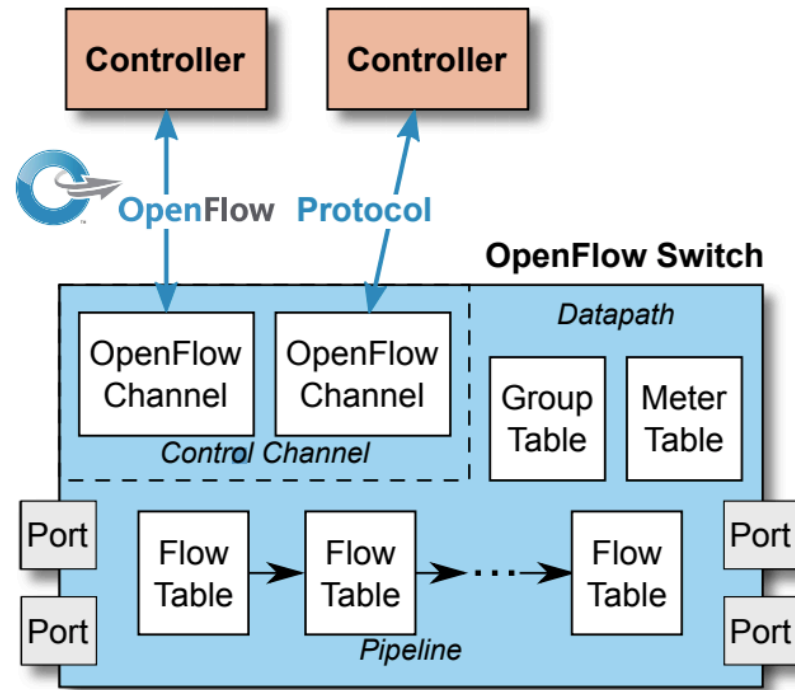 Controller
Controller
OpenFlow Protocol
™
OpenFlow Switch
Datapath
OpenFlow
Channel
OpenFlow
Channel
Control Channel
Group
Table
Meter
Table
Port
Port
Flow
Table
Flow
Table
...
Flow
Table
Port
Port
Pipeline